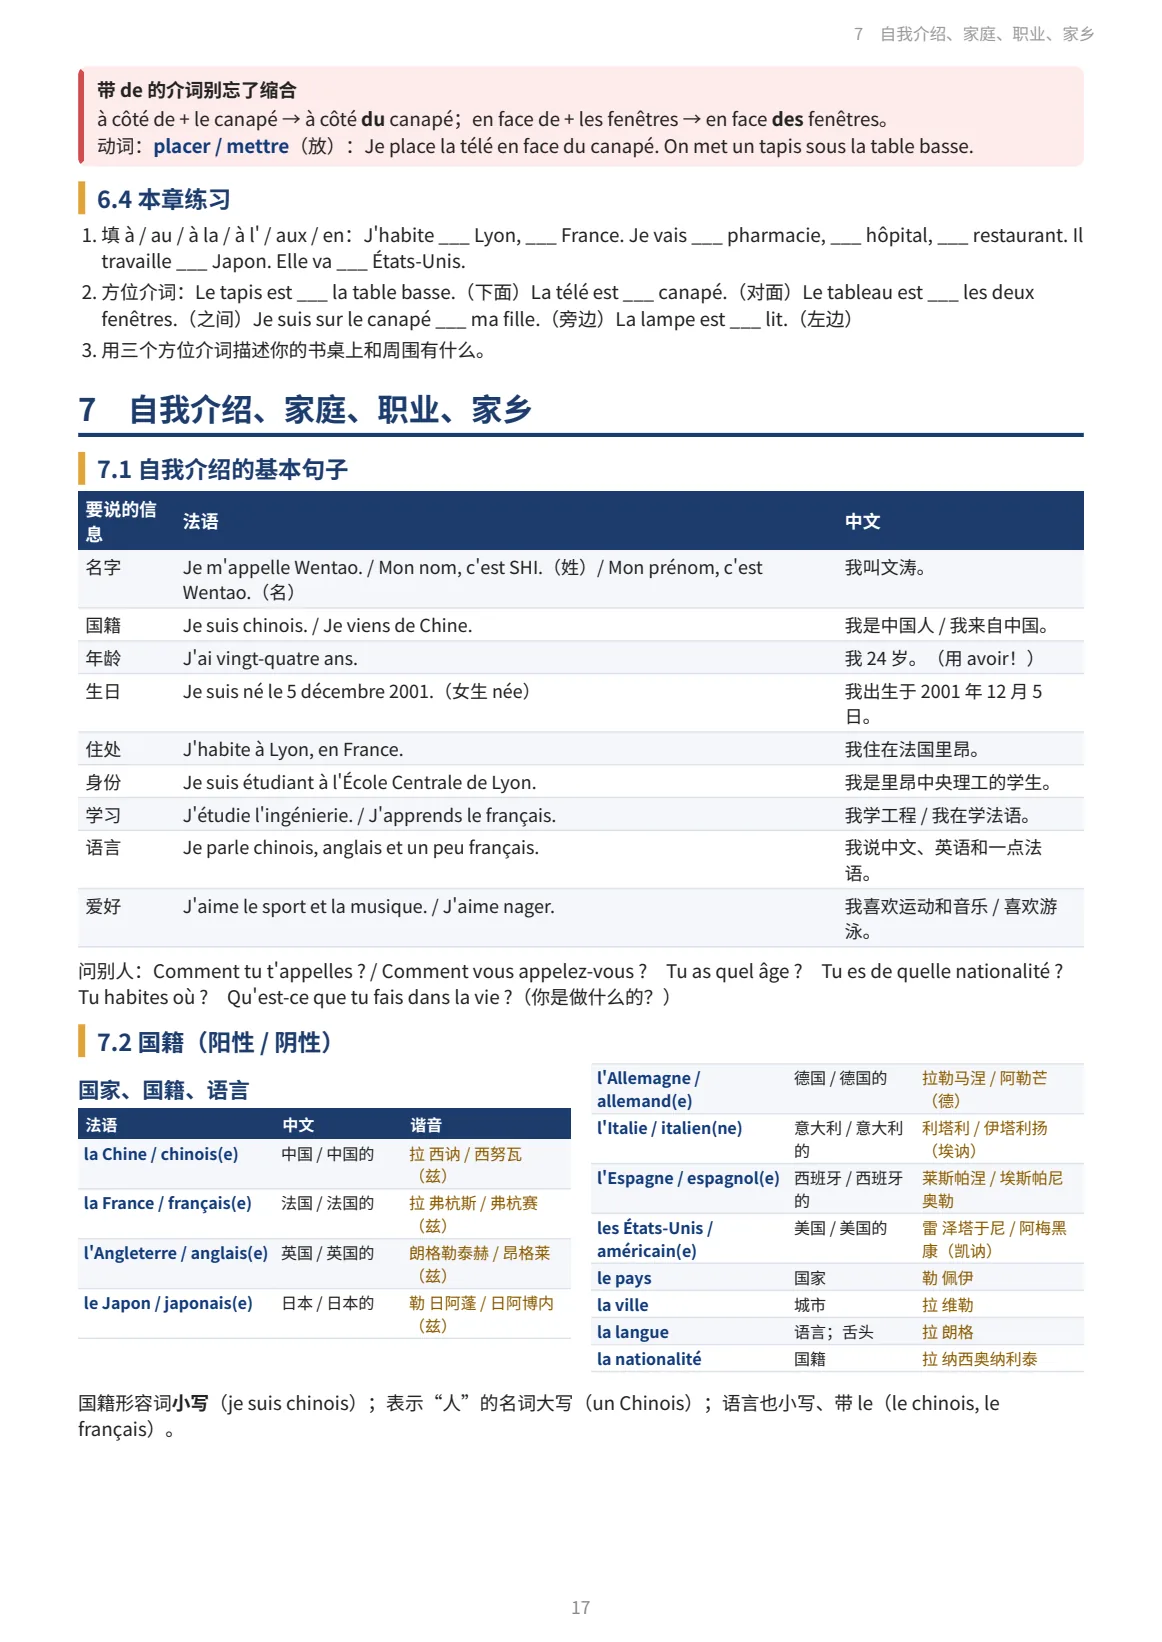 7 自我介绍、家庭、职业、家乡
带 de 的介词别忘了缩合
à côté de + le canapé → à côté du canapé；en face de + les fenêtres → en face des fenêtres。
动词：placer / mettre（放）：Je place la télé en face du canapé. On met un tapis sous la table basse.
6.4 本章练习
1. 填 à / au / à la / à l' / aux / en：J'habite ___ Lyon, ___ France. Je vais ___ pharmacie, ___ hôpital, ___ restaurant. Il
travaille ___ Japon. Elle va ___ États-Unis.
2. 方位介词：Le tapis est ___ la table basse.（下面）La télé est ___ canapé.（对面）Le tableau est ___ les deux
fenêtres.（之间）Je suis sur le canapé ___ ma fille.（旁边）La lampe est ___ lit.（左边）
3. 用三个方位介词描述你的书桌上和周围有什么。
7 自我介绍、家庭、职业、家乡
7.1 自我介绍的基本句子
要说的信
息 法语 中文
名字 Je m'appelle Wentao. / Mon nom, c'est SHI.（姓）/ Mon prénom, c'est 我叫文涛。
Wentao.（名）
国籍 Je suis chinois. / Je viens de Chine. 我是中国人 / 我来自中国。
年龄 J'ai vingt-quatre ans. 我 24 岁。（用 avoir！）
生日 Je suis né le 5 décembre 2001.（女生 née） 我出生于 2001 年 12 月 5
日。
住处 J'habite à Lyon, en France. 我住在法国里昂。
身份 Je suis étudiant à l'École Centrale de Lyon. 我是里昂中央理工的学生。
学习 J'étudie l'ingénierie. / J'apprends le français. 我学工程 / 我在学法语。
语言 Je parle chinois, anglais et un peu français. 我说中文、英语和一点法
语。
爱好 J'aime le sport et la musique. / J'aime nager. 我喜欢运动和音乐 / 喜欢游
泳。
问别人：Comment tu t'appelles ? / Comment vous appelez-vous ? Tu as quel âge ? Tu es de quelle nationalité ?
Tu habites où ? Qu'est-ce que tu fais dans la vie ?（你是做什么的？）
7.2 国籍（阳性 / 阴性）
国家、国籍、语言
法语 中文 谐音
la Chine / chinois(e) 中国 / 中国的 拉 西讷 / 西努瓦
（兹）
la France / français(e) 法国 / 法国的 拉 弗杭斯 / 弗杭赛
（兹）
l'Angleterre / anglais(e) 英国 / 英国的 朗格勒泰赫 / 昂格莱
（兹）
le Japon / japonais(e) 日本 / 日本的 勒 日阿蓬 / 日阿博内
（兹）
l'Allemagne / 德国 / 德国的 拉勒马涅 / 阿勒芒
allemand(e) （德）
l'Italie / italien(ne) 意大利 / 意大利 利塔利 / 伊塔利扬
的 （埃讷）
l'Espagne / espagnol(e) 西班牙 / 西班牙 莱斯帕涅 / 埃斯帕尼
的 奥勒
les États-Unis / 美国 / 美国的 雷 泽塔于尼 / 阿梅黑
américain(e) 康（凯讷）
le pays 国家 勒 佩伊
la ville 城市 拉 维勒
la langue 语言；舌头 拉 朗格
la nationalité 国籍 拉 纳西奥纳利泰
国籍形容词小写（je suis chinois）；表示“人”的名词大写（un Chinois）；语言也小写、带 le（le chinois, le
français）。
17